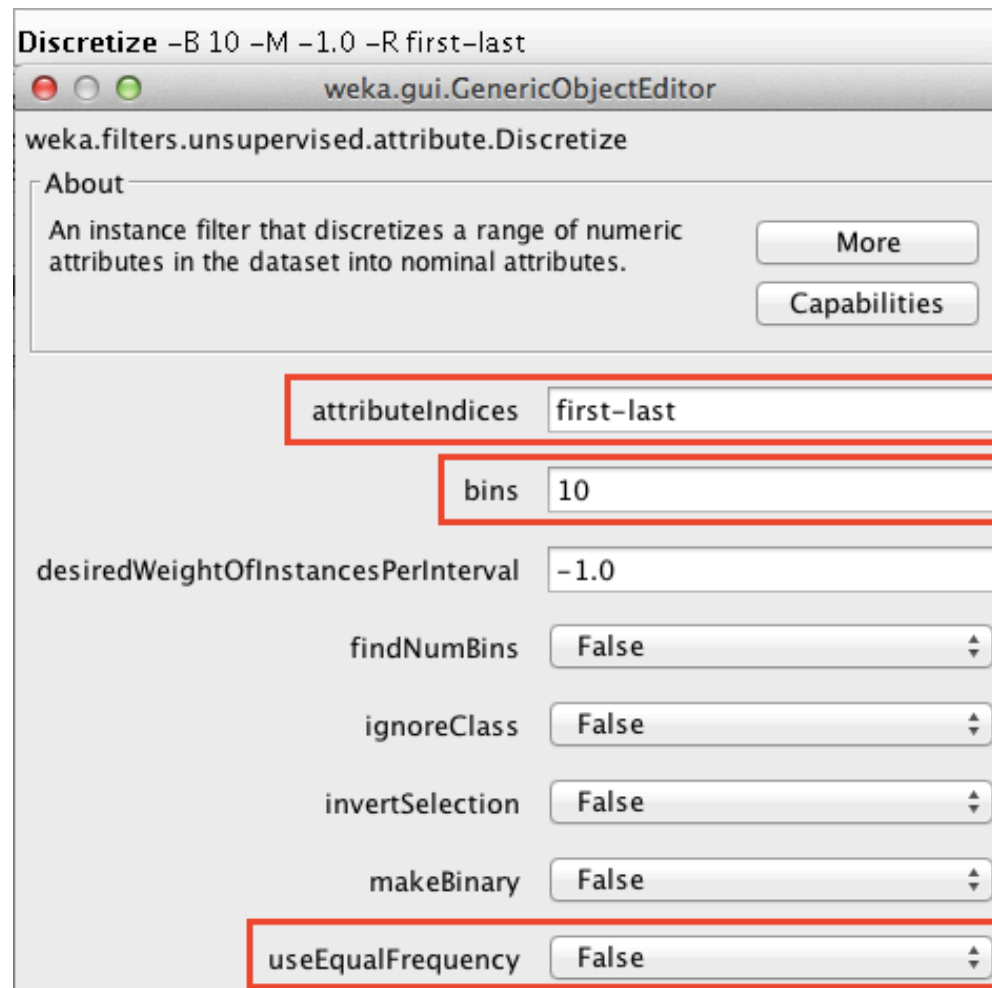 Discretize -B 10 -M -1.0 -R first-last
weka.gui.GenericObjectEditor
weka.filters.unsupervised.attribute.Discretize
About
An instance filter that discretizes a range of numeric
attributes in the dataset into nominal attributes.
More
Capabilities
attributeIndices first-last
bins 10
desiredWeightOfInstancesPerInterval -1.0
findNumBins False
ignoreClass False
invertSelection False
makeBinary False
useEqualFrequency False